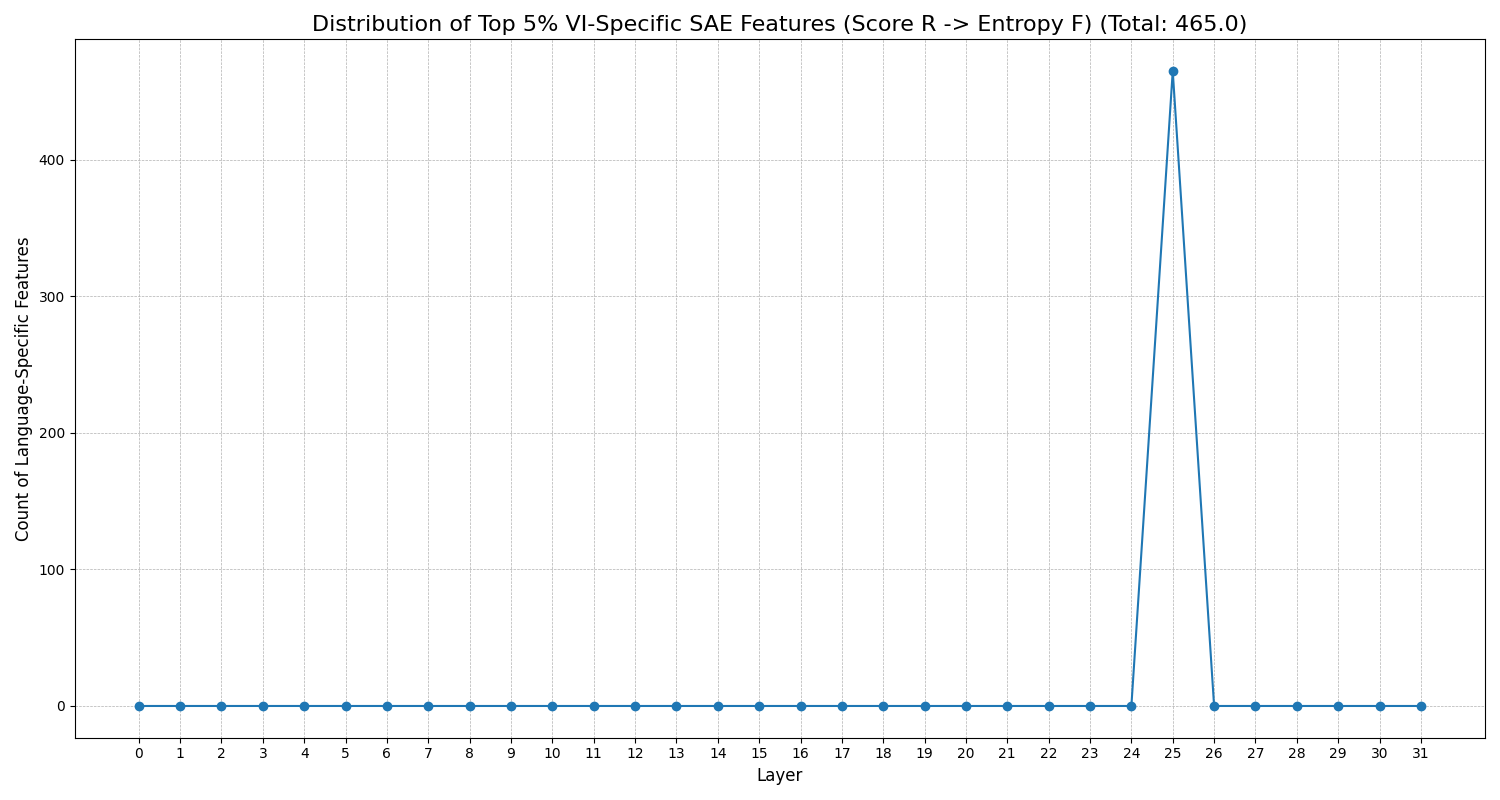 Distribution of Top 5% VI-Specific SAE Features (Score R -> Entropy F) (Total: 465.0)
Count of Language-Specific Features
400
300
200
100
0
0 1 2 3 4 5 6 7 8 9 10 11 12 13 14 15 16 17 18 19 20 21 22 23 24 25 26 27 28 29 30 31
Layer